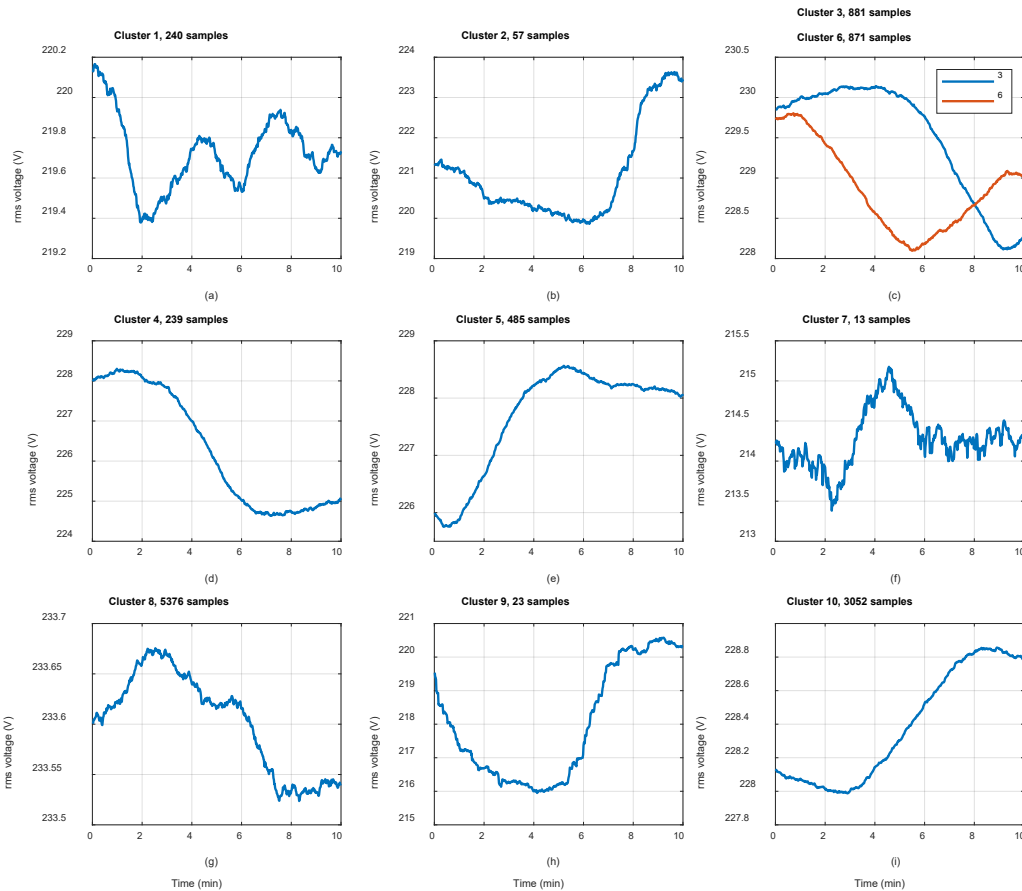 Cluster 1, 240 samples
220.2
220
219.8
219.6
219.4
219.2
rms voltage (V)
0 2 4 6 8 10
(a)
Cluster 2, 57 samples
224
223
222
221
220
219
rms voltage (V)
0 2 4 6 8 10
(b)
Cluster 3, 881 samples
Cluster 6, 871 samples
230.5
230
229.5
229
228.5
228
rms voltage (V)
3
6
0 2 4 6 8 10
(c)
Cluster 4, 239 samples
229
228
227
226
225
224
rms voltage (V)
0 2 4 6 8 10
(d)
Cluster 5, 485 samples
229
228
227
226
rms voltage (V)
0 2 4 6 8 10
(e)
Cluster 7, 13 samples
215.5
215
214.5
214
213.5
213
rms voltage (V)
0 2 4 6 8 10
(f)
Cluster 8, 5376 samples
233.7
233.65
233.6
233.55
233.5
rms voltage (V)
0 2 4 6 8 10
(g)
Time (min)
Cluster 9, 23 samples
221
220
219
218
217
216
215
rms voltage (V)
0 2 4 6 8 10
(h)
Time (min)
Cluster 10, 3052 samples
228.8
228.6
228.4
228.2
228
227.8
rms voltage (V)
0 2 4 6 8 10
(i)
Time (min)